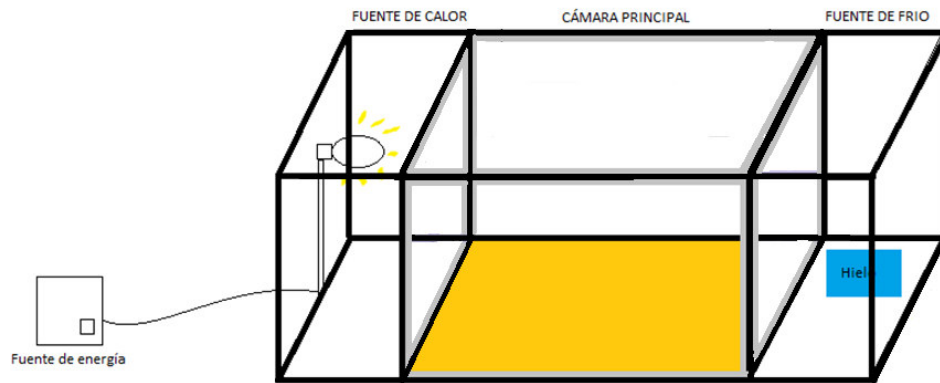 FUENTE DE CALOR
CÁMARA PRINCIPAL
FUENTE DE FRIO
Hielo
Fuente de energía